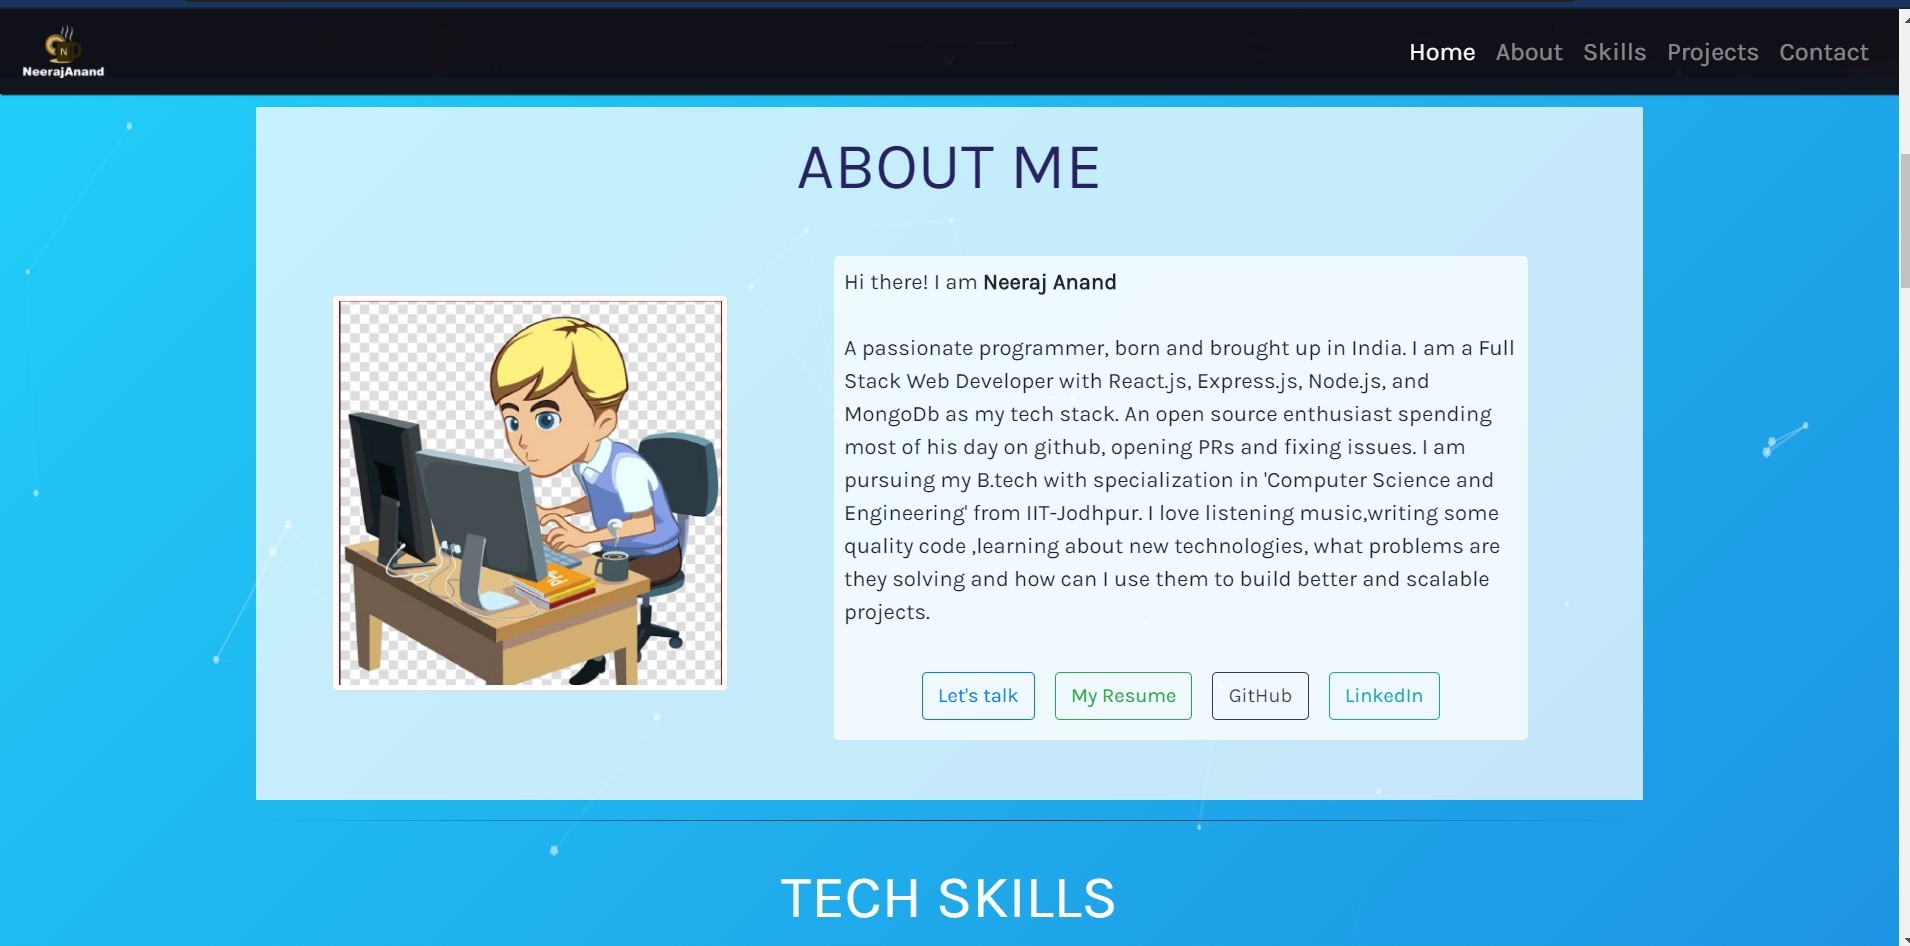 N
NeerajAnand
Home About Skills Projects Contact
ABOUT ME
Hi there! I am Neeraj Anand
A passionate programmer, born and brought up in India. I am a Full
Stack Web Developer with React.js, Express.js, Node.js, and
MongoDb as my tech stack. An open source enthusiast spending
most of his day on github, opening PRs and fixing issues. I am
pursuing my B.tech with specialization in 'Computer Science and
Engineering' from IIT-Jodhpur. I love listening music,writing some
quality code ,learning about new technologies, what problems are
they solving and how can I use them to build better and scalable
projects.
Let's talk My Resume GitHub LinkedIn
TECH SKILLS